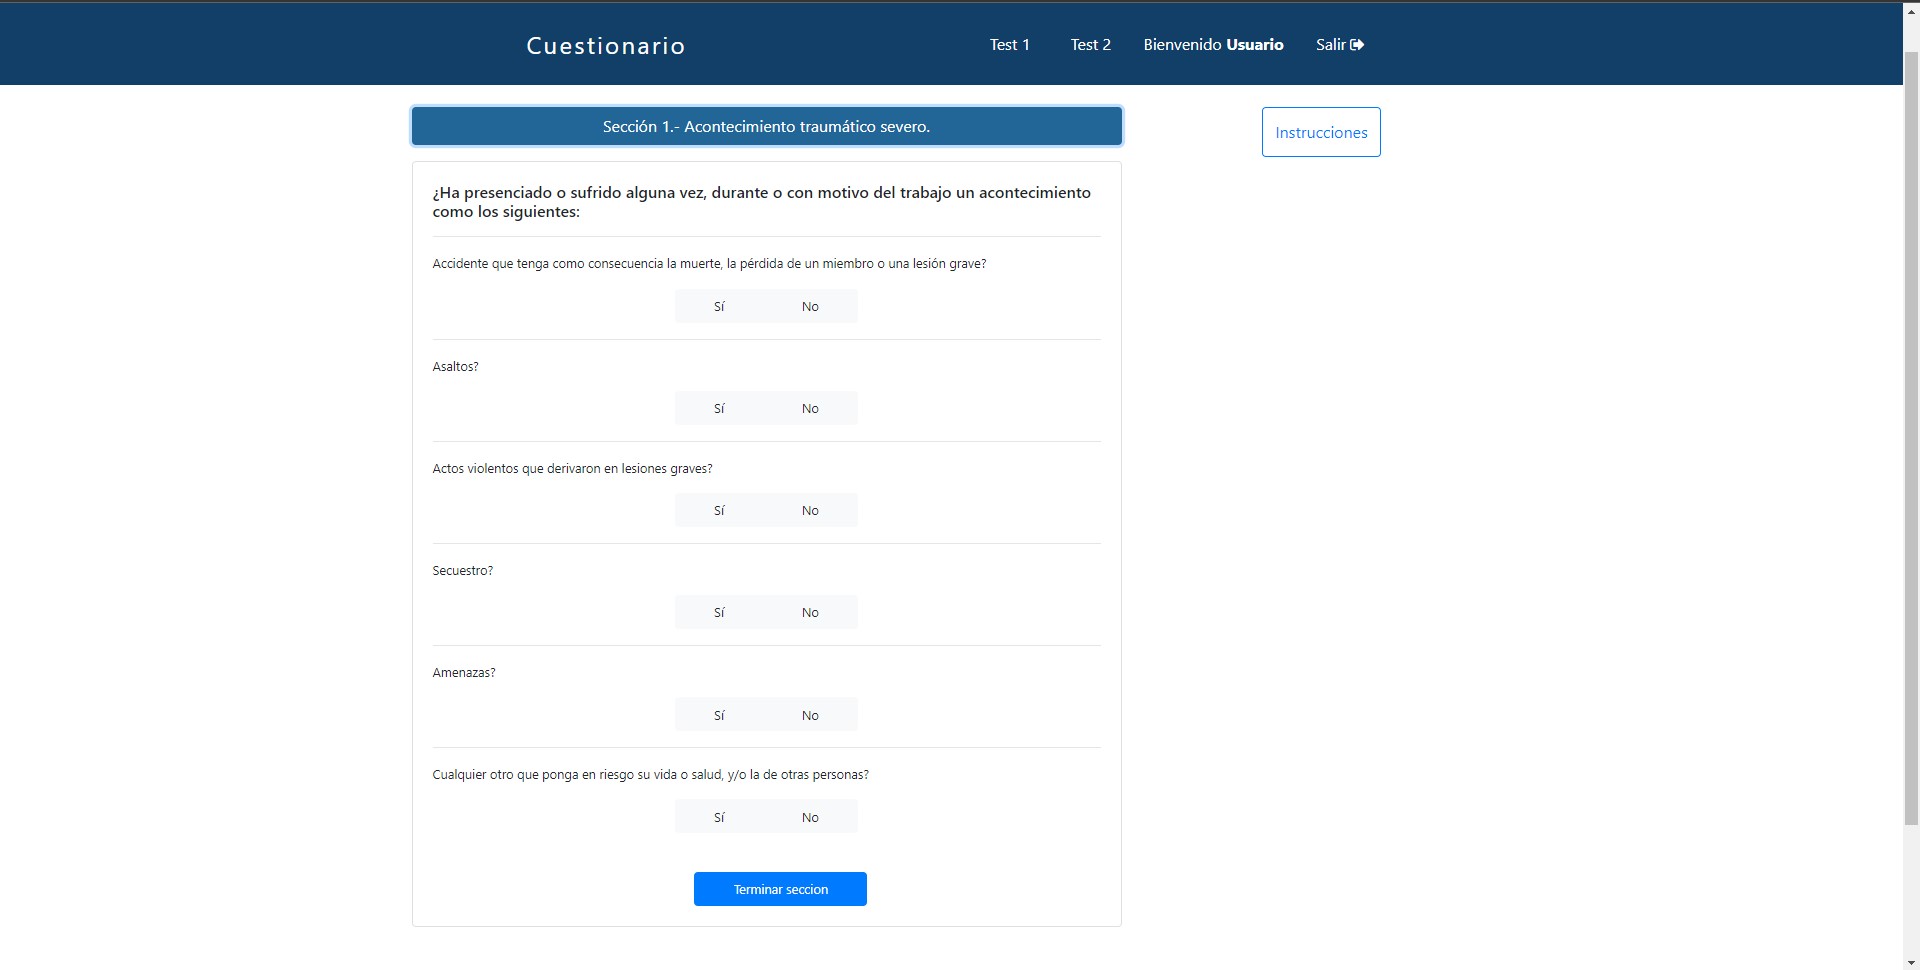 Cuestionario
Test 1
Test 2
Bienvenido Usuario
Salir
Sección 1.- Acontecimiento traumático severo.
Instrucciones
¿Ha presenciado o sufrido alguna vez, durante o con motivo del trabajo un acontecimiento
como los siguientes:
Accidente que tenga como consecuencia la muerte, la pérdida de un miembro o una lesión grave?
Sí No
Asaltos?
Sí No
Actos violentos que derivaron en lesiones graves?
Sí No
Secuestro?
Sí No
Amenazas?
Sí No
Cualquier otro que ponga en riesgo su vida o salud, y/o la de otras personas?
Sí No
Terminar seccion